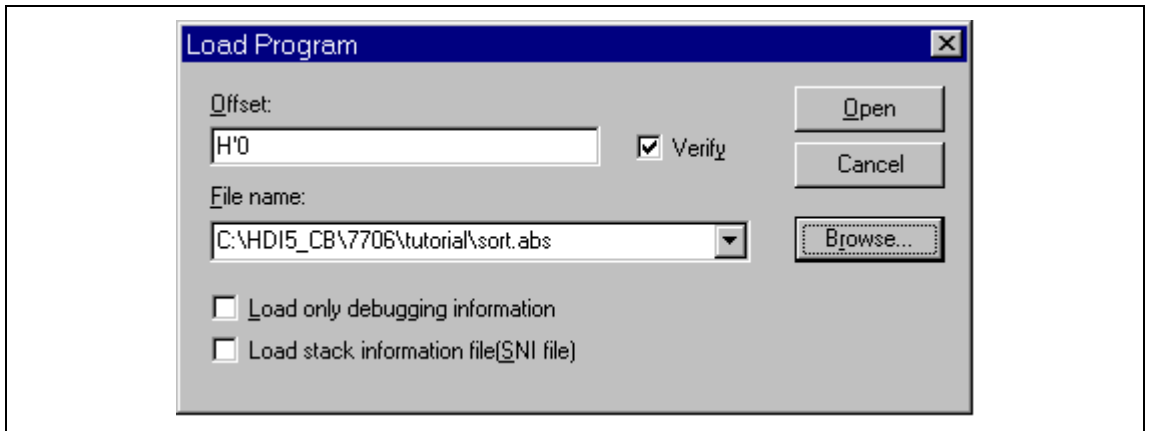 Load Program
Offset:
Open
H'0
Verify
Cancel
File name:
C:\HDI5_CB\7706\tutorial\sort.abs
Browse...
Load only debugging information
Load stack information file(SNI file)